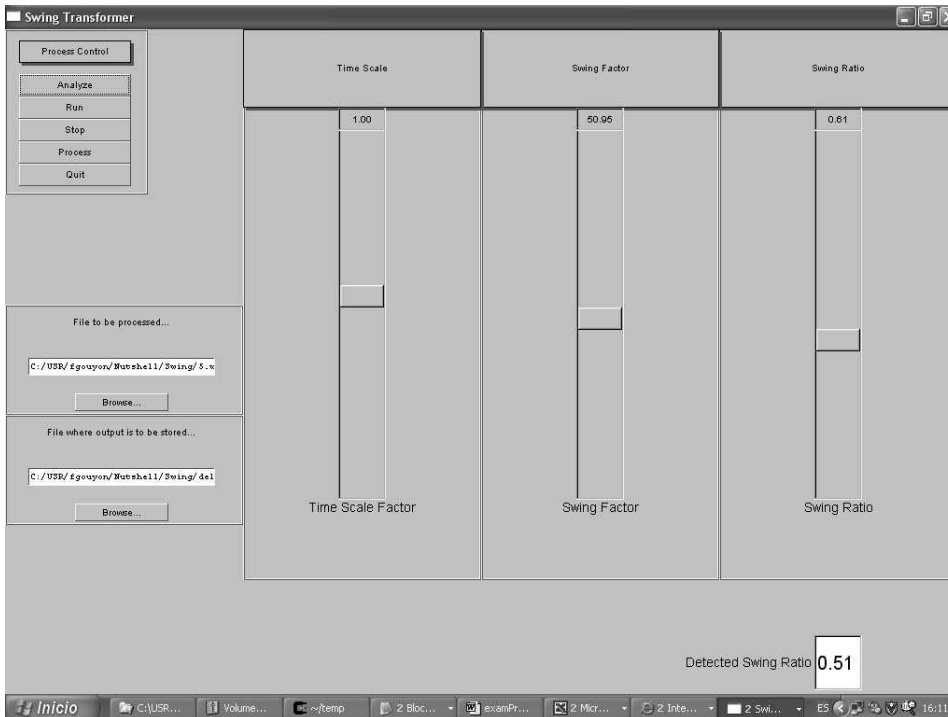 Swing Transformer
Process Control
Analyze
Run
Stop
Process
Quit
Time Scale
Swing Factor
Swing Ratio
1.00
50.95
0.61
File to be processed...
C:/USR/fgouyon/Nutshell/Swing/5.w
Browse...
File where output is to be stored...
C:/USR/fgouyon/Nutshell/Swing/del
Browse...
Time Scale Factor
Swing Factor
Swing Ratio
Detected Swing Ratio 0.51
Inicio
C:\USR...
Volume...
~/temp
2 Bloc...
examPr...
2 Micr...
2 Inte...
2 Swi...
ES
16:11